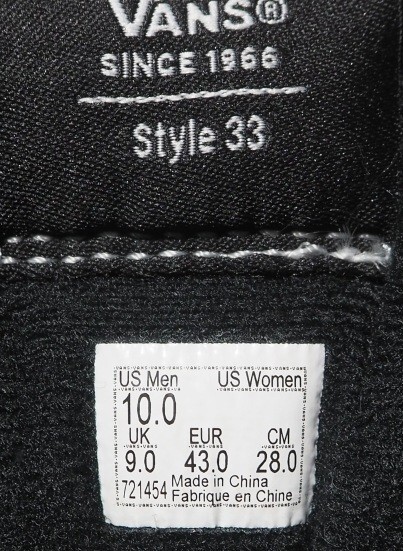 VANS®
SINCE 1966
Style 33
US Men US Women
10.0
UK EUR CM
9.0 43.0 28.0
721454 Made in China
Fabrique en Chine